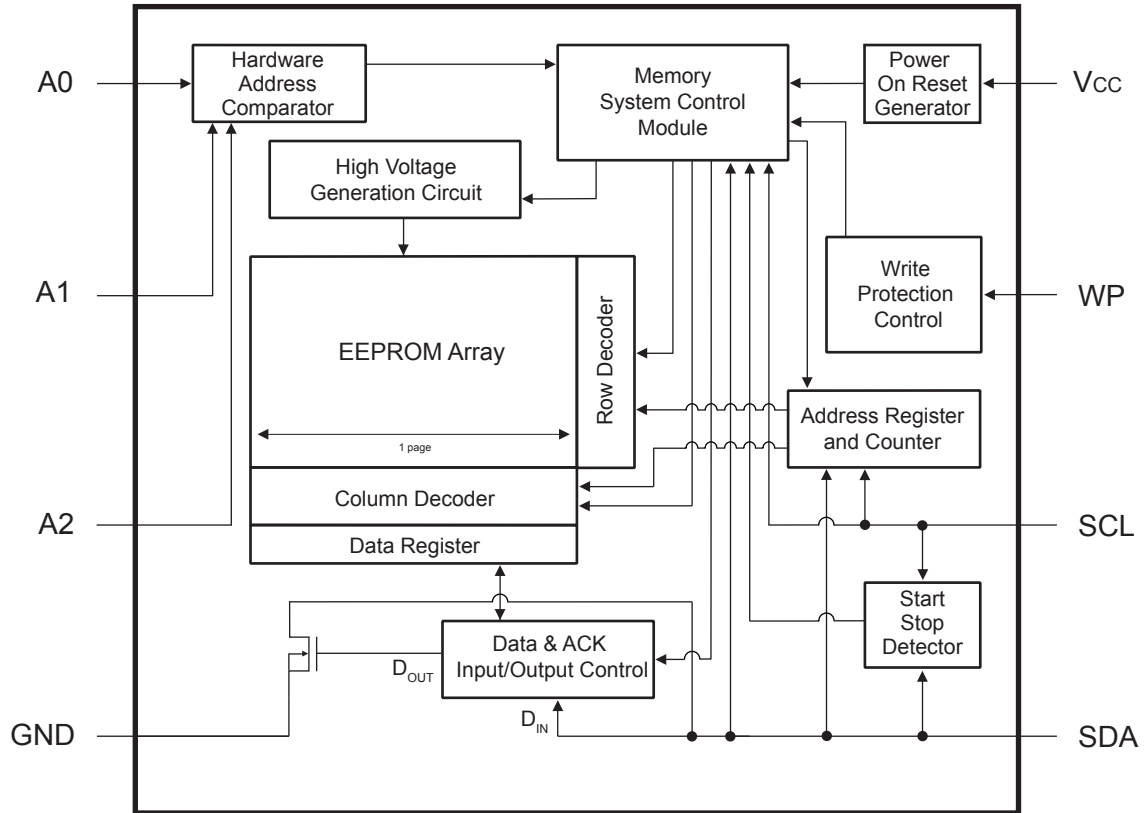 A0
Hardware
Address
Comparator
Memory
System Control
Module
Power
On Reset
Generator
VCC
High Voltage
Generation Circuit
A1
EEPROM Array
Row Decoder
Write
Protection
Control
WP
1 page
Address Register
and Counter
A2
Column Decoder
SCL
Data Register
Start
Stop
Detector
Data & ACK
Input/Output Control
DOUT
DIN
GND
SDA